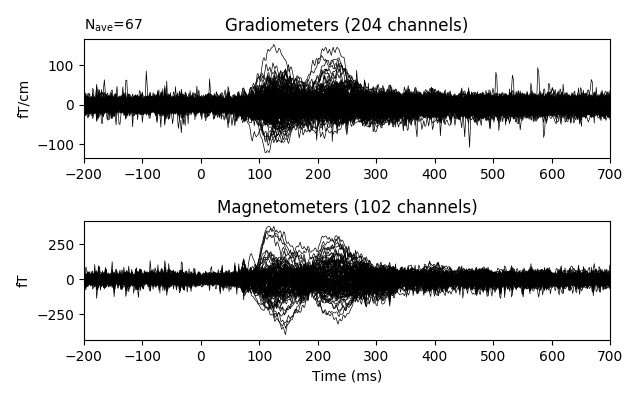 N_ave=67
Gradiometers (204 channels)
fT/cm
100
0
−100
−200 −100 0 100 200 300 400 500 600 700
Magnetometers (102 channels)
fT
250
0
−250
−200 −100 0 100 200 300 400 500 600 700
Time (ms)